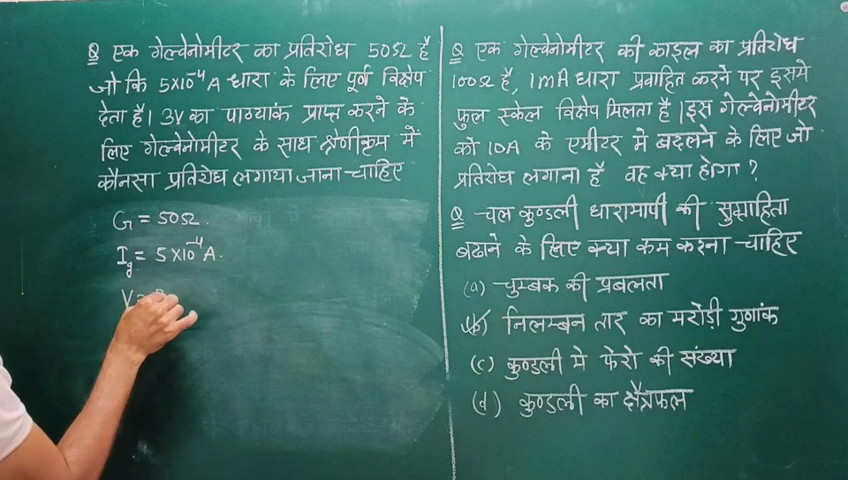 Q एक गेल्वेनोमीटर का प्रतिरोध 50Ω है
जो कि 5×10⁻⁴A धारा के लिए पूर्ण विक्षेप
देता है। 3V का पाठ्यांक प्राप्त करने के
लिए गेल्वेनोमीटर के साथ श्रेणीक्रम में
कौनसा प्रतिरोध लगाया जाना चाहिए
G = 50Ω.
I_g = 5×10⁻⁴A.
V =
Q एक गेल्वेनोमीटर की काइल का प्रतिरोध
100Ω है, 1mA धारा प्रवाहित करने पर इसमे
फुल स्केल विक्षेप मिलता है। इस गेल्वेनोमीटर
को 10A के एमीटर मे बदलने के लिए जो
प्रतिरोध लगाना है वह क्या होगा ?
Q चल कुण्डली धारामापी की सुग्राहिता
बढाने के लिए क्या कम करना चाहिए
(a) चुम्बक की प्रबलता
(b) निलम्बन तार का मरोड़ी गुणांक
(c) कुण्डली मे फेरो की संख्या
(d) कुण्डली का क्षैत्रफल